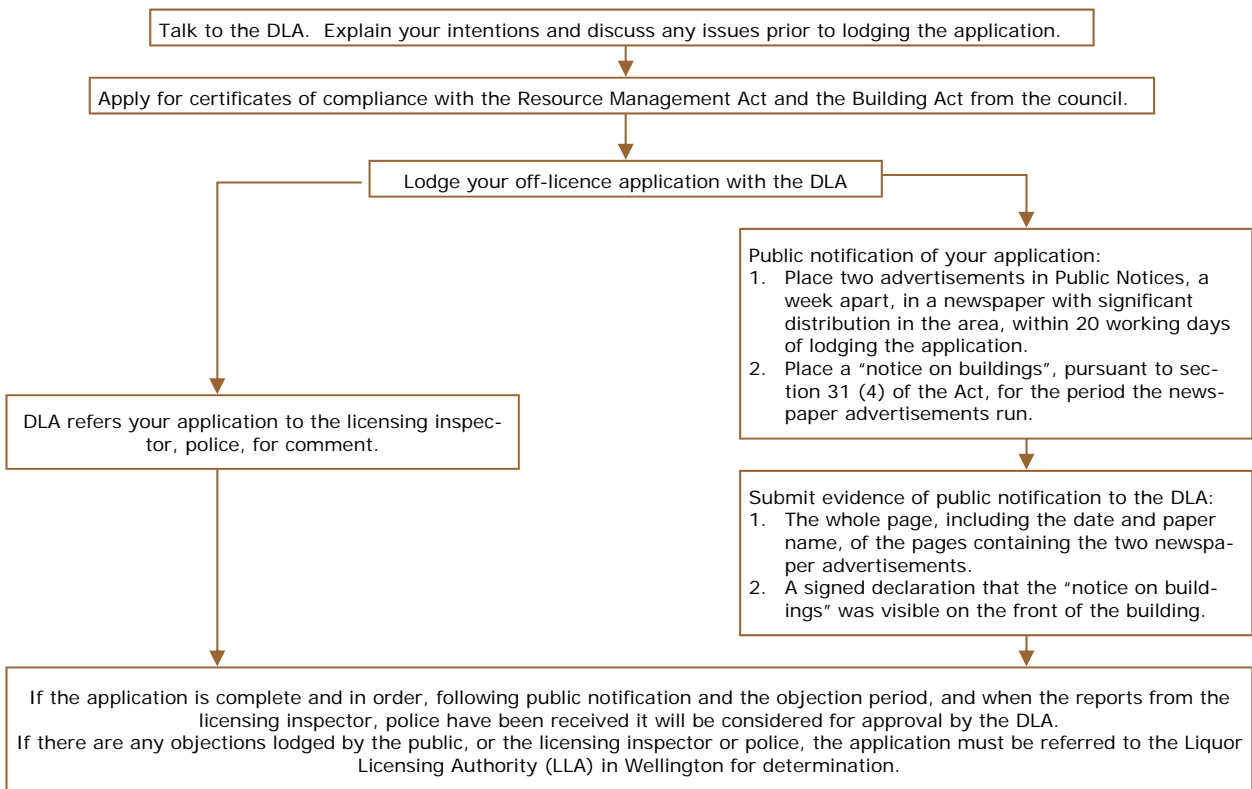 Talk to the DLA.  Explain your intentions and discuss any issues prior to lodging the application.
Apply for certificates of compliance with the Resource Management Act and the Building Act from the council.
Lodge your off-licence application with the DLA
DLA refers your application to the licensing inspec-
tor, police, for comment.
Public notification of your application:
1. Place two advertisements in Public Notices, a
week apart, in a newspaper with significant
distribution in the area, within 20 working days
of lodging the application.
2. Place a "notice on buildings", pursuant to sec-
tion 31 (4) of the Act, for the period the news-
paper advertisements run.
Submit evidence of public notification to the DLA:
1. The whole page, including the date and paper
name, of the pages containing the two newspa-
per advertisements.
2. A signed declaration that the "notice on build-
ings" was visible on the front of the building.
If the application is complete and in order, following public notification and the objection period, and when the reports from the
licensing inspector, police have been received it will be considered for approval by the DLA.
If there are any objections lodged by the public, or the licensing inspector or police, the application must be referred to the Liquor
Licensing Authority (LLA) in Wellington for determination.